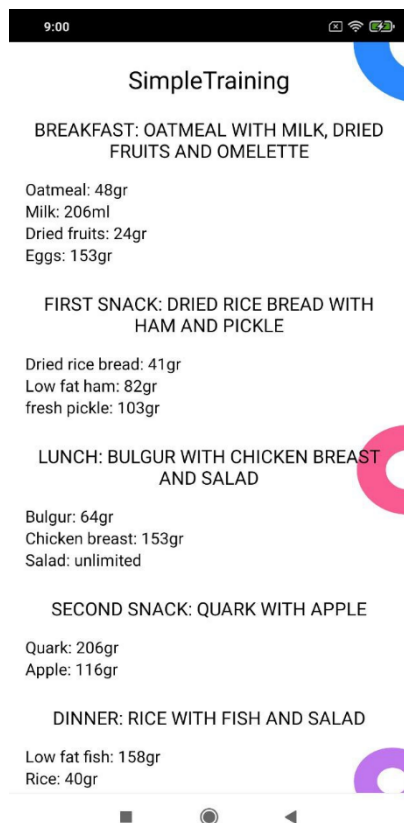 9:00
SimpleTraining
BREAKFAST: OATMEAL WITH MILK, DRIED
FRUITS AND OMELETTE
Oatmeal: 48gr
Milk: 206ml
Dried fruits: 24gr
Eggs: 153gr
FIRST SNACK: DRIED RICE BREAD WITH
HAM AND PICKLE
Dried rice bread: 41gr
Low fat ham: 82gr
fresh pickle: 103gr
LUNCH: BULGUR WITH CHICKEN BREAST
AND SALAD
Bulgur: 64gr
Chicken breast: 153gr
Salad: unlimited
SECOND SNACK: QUARK WITH APPLE
Quark: 206gr
Apple: 116gr
DINNER: RICE WITH FISH AND SALAD
Low fat fish: 158gr
Rice: 40gr